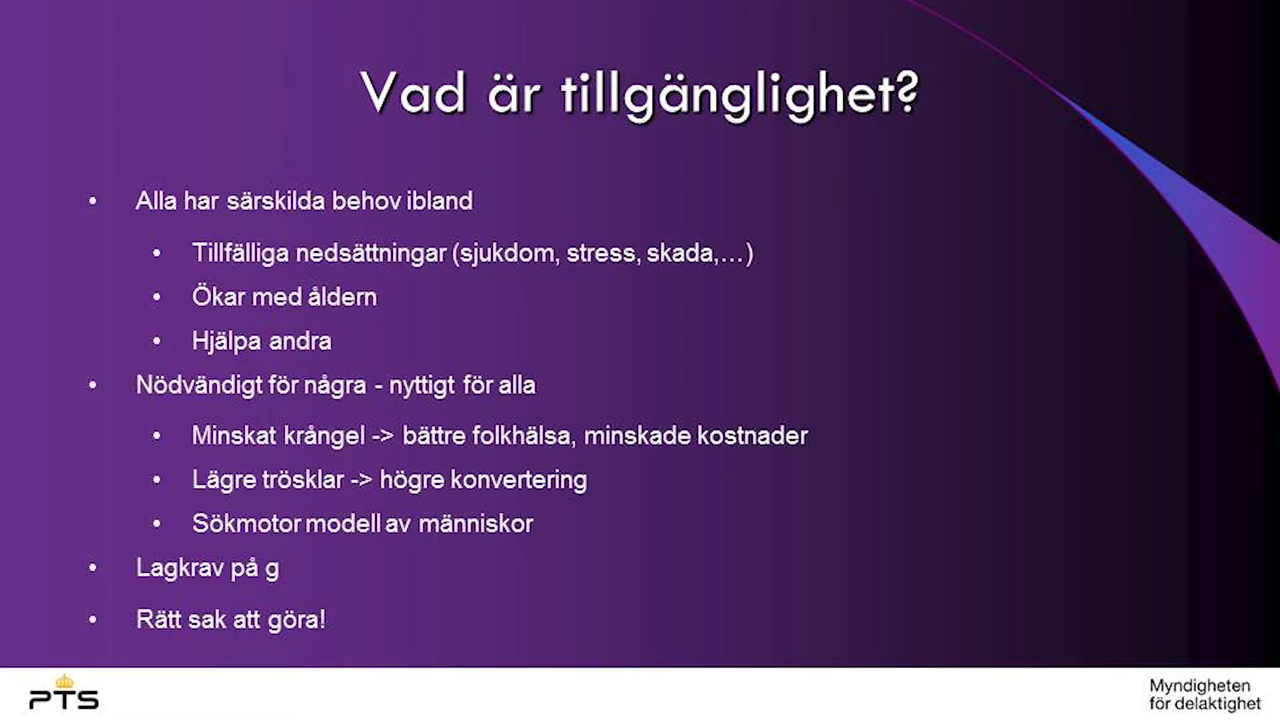 Vad är tillgänglighet?
• Alla har särskilda behov ibland
• Tillfälliga nedsättningar (sjukdom, stress, skada,…)
• Ökar med åldern
• Hjälpa andra
• Nödvändigt för några - nyttigt för alla
• Minskat krångel -> bättre folkhälsa, minskade kostnader
• Lägre trösklar -> högre konvertering
• Sökmotor modell av människor
• Lagkrav på g
• Rätt sak att göra!
PTS
Myndigheten
för delaktighet